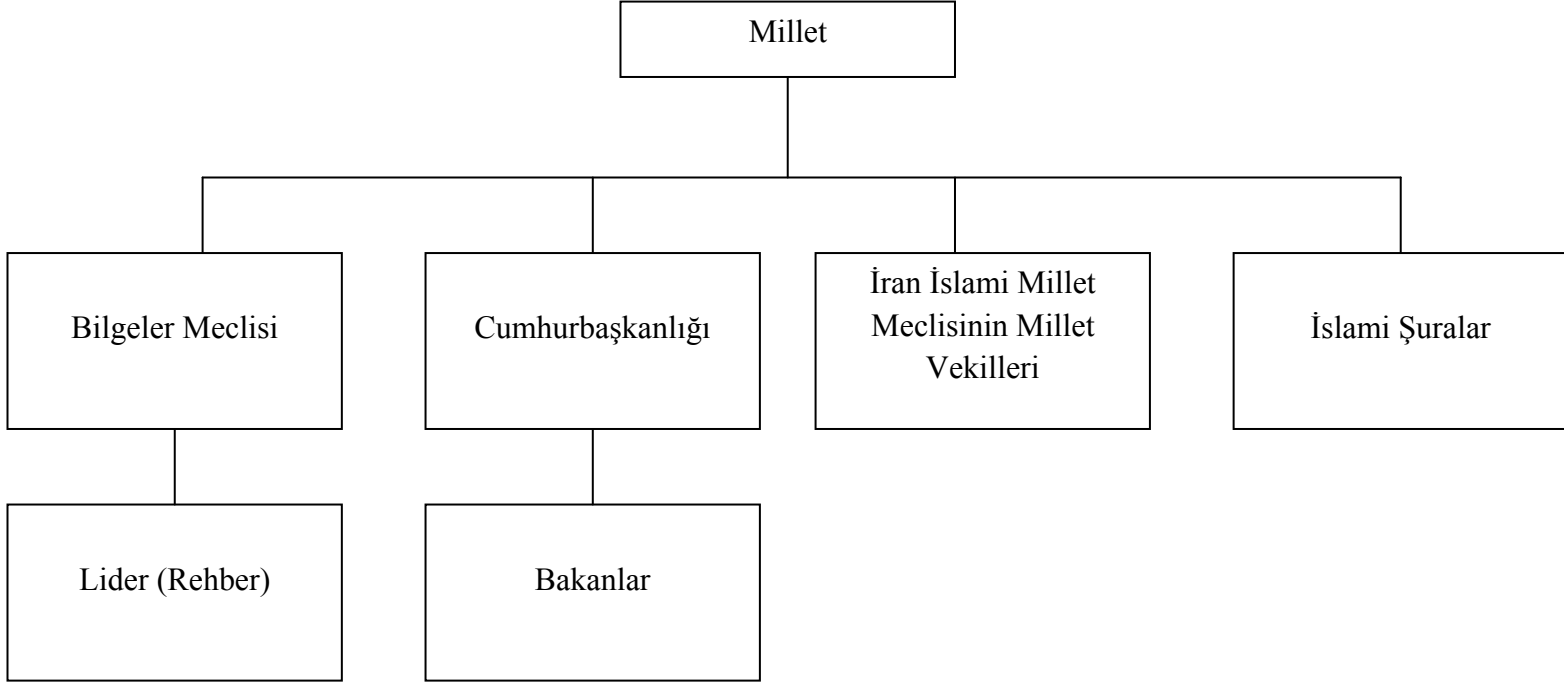 Millet
Bilgeler Meclisi
Cumhurbaşkanlığı
İran İslami Millet
Meclisinin Millet
Vekilleri
İslami Şuralar
Lider (Rehber)
Bakanlar